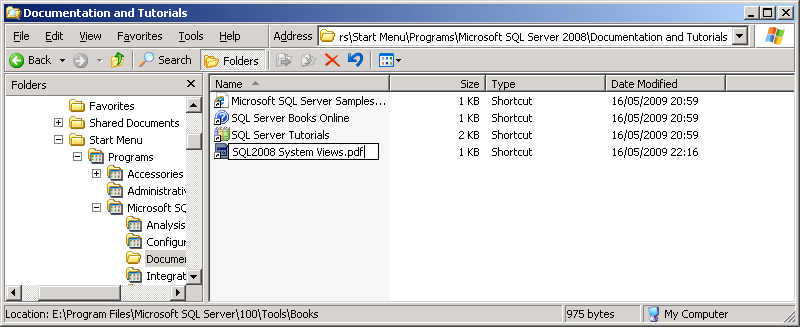 Documentation and Tutorials
File Edit View Favorites Tools Help Address rs\Start Menu\Programs\Microsoft SQL Server 2008\Documentation and Tutorials
Back Search Folders
Folders Name Size Type Date Modified
Favorites
Shared Documents
Start Menu
Programs
Accessories
Administrativ
Microsoft SQ
Analysis
Configur
Docume
Integrat
Microsoft SQL Server Samples... 1 KB Shortcut 16/05/2009 20:59
SQL Server Books Online 1 KB Shortcut 16/05/2009 20:59
SQL Server Tutorials 2 KB Shortcut 16/05/2009 20:59
SQL2008 System Views.pdf 1 KB Shortcut 16/05/2009 22:16
Location: E:\Program Files\Microsoft SQL Server\100\Tools\Books 975 bytes My Computer